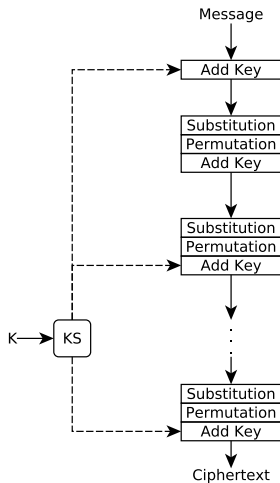 Message
Add Key
Substitution
Permutation
Add Key
Substitution
Permutation
Add Key
K
KS
Substitution
Permutation
Add Key
Ciphertext